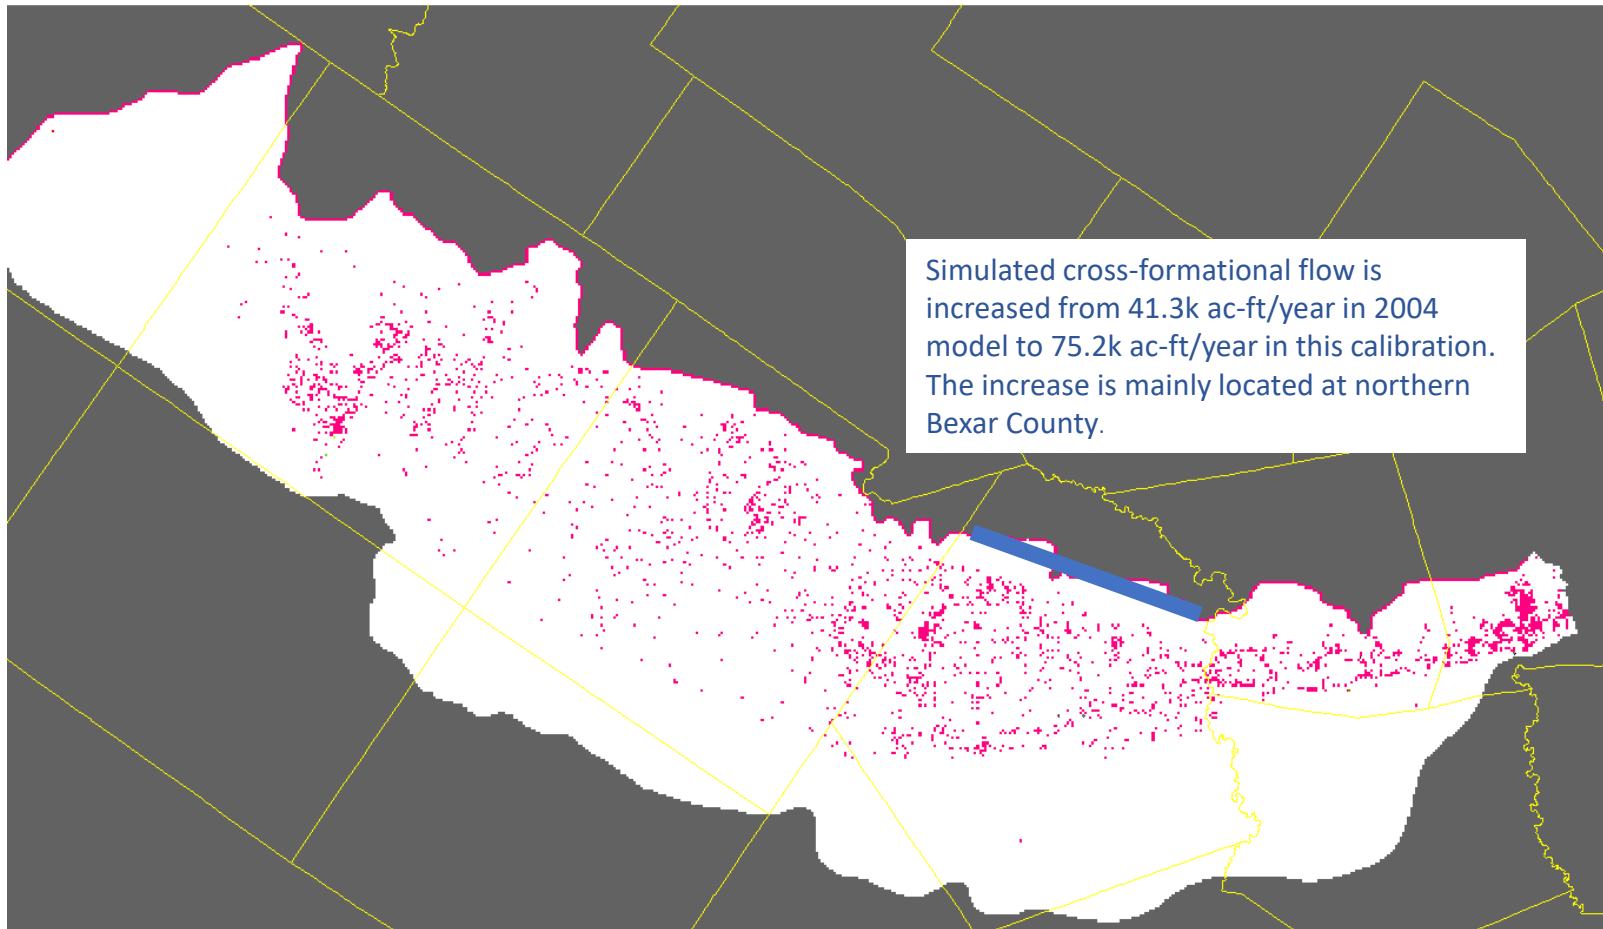 Simulated cross-formational flow is
increased from 41.3k ac-ft/year in 2004
model to 75.2k ac-ft/year in this calibration.
The increase is mainly located at northern
Bexar County.